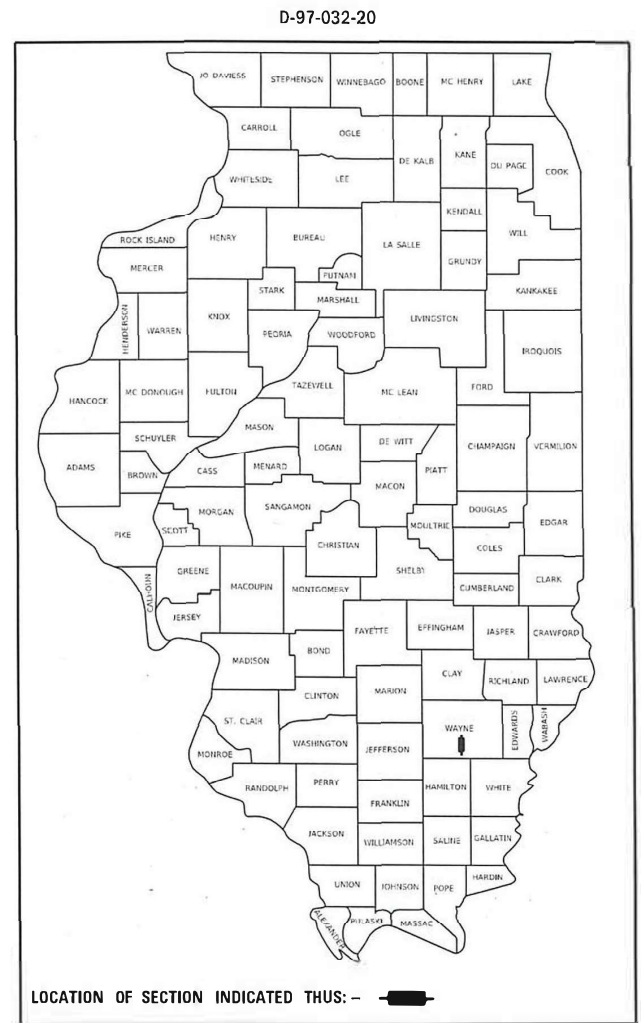 D-97-032-20
JO DAVIESS STEPHENSON WINNEBAGO BOONE MC HENRY LAKE
CARROLL OGLE DE KALB KANE DU PAGE COOK
WHITESIDE LEE
KENDALL
ROCK ISLAND HENRY BUREAU LA SALLE WILL
MERCER PUTNAM GRUNDY
STARK MARSHALL KANKAKEE
HENDERSON WARREN KNOX PEORIA WOODFORD LIVINGSTON
IROQUOIS
HANCOCK MC DONOUGH FULTON TAZEWELL MC LEAN FORD
MASON
SCHUYLER LOGAN DE WITT CHAMPAIGN VERMILION
ADAMS BROWN CASS MENARD PIATT
MACON
PIKE SCOTT MORGAN SANGAMON MOULTRIE DOUGLAS EDGAR
CHRISTIAN COLES
CALHOUN GREENE MACOUPIN MONTGOMERY SHELBY CUMBERLAND CLARK
JERSEY FAYETTE EFFINGHAM JASPER CRAWFORD
MADISON BOND
CLINTON MARION CLAY RICHLAND LAWRENCE
ST. CLAIR WAYNE EDWARDS WABASH
MONROE WASHINGTON JEFFERSON
RANDOLPH PERRY HAMILTON WHITE
FRANKLIN
JACKSON WILLIAMSON SALINE GALLATIN
UNION JOHNSON POPE HARDIN
ALEXANDER PULASKI MASSAC
LOCATION OF SECTION INDICATED THUS: –